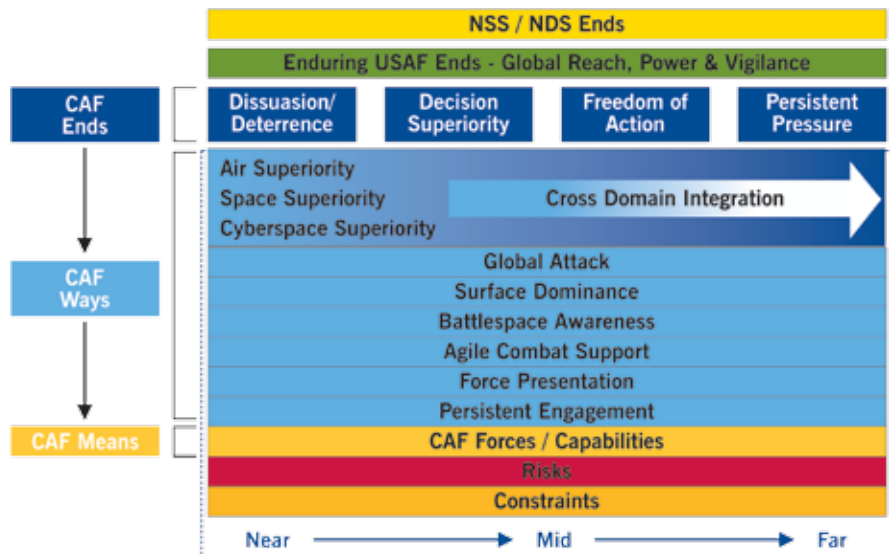 NSS / NDS Ends
Enduring USAF Ends - Global Reach, Power & Vigilance
CAF
Ends
Dissuasion/
Deterrence
Decision
Superiority
Freedom of
Action
Persistent
Pressure
Air Superiority
Space Superiority
Cyberspace Superiority
Cross Domain Integration
CAF
Ways
Global Attack
Surface Dominance
Battlespace Awareness
Agile Combat Support
Force Presentation
Persistent Engagement
CAF Means
CAF Forces / Capabilities
Risks
Constraints
Near
Mid
Far